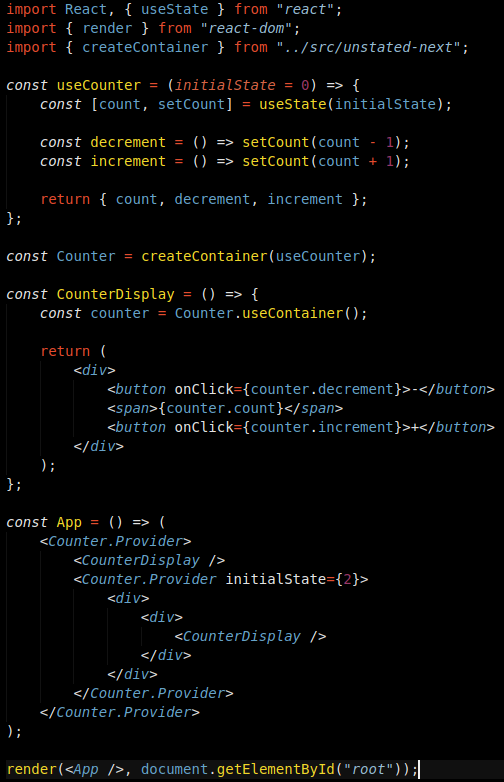 import React, { useState } from "react";
import { render } from "react-dom";
import { createContainer } from "../src/unstated-next";

const useCounter = (initialState = 0) => {
    const [count, setCount] = useState(initialState);

    const decrement = () => setCount(count - 1);
    const increment = () => setCount(count + 1);

    return { count, decrement, increment };
};

const Counter = createContainer(useCounter);

const CounterDisplay = () => {
    const counter = Counter.useContainer();

    return (
        <div>
            <button onClick={counter.decrement}>-</button>
            <span>{counter.count}</span>
            <button onClick={counter.increment}>+</button>
        </div>
    );
};

const App = () => (
    <Counter.Provider>
        <CounterDisplay />
        <Counter.Provider initialState={2}>
            <div>
                <div>
                    <CounterDisplay />
                </div>
            </div>
        </Counter.Provider>
    </Counter.Provider>
);

render(<App />, document.getElementById("root"));